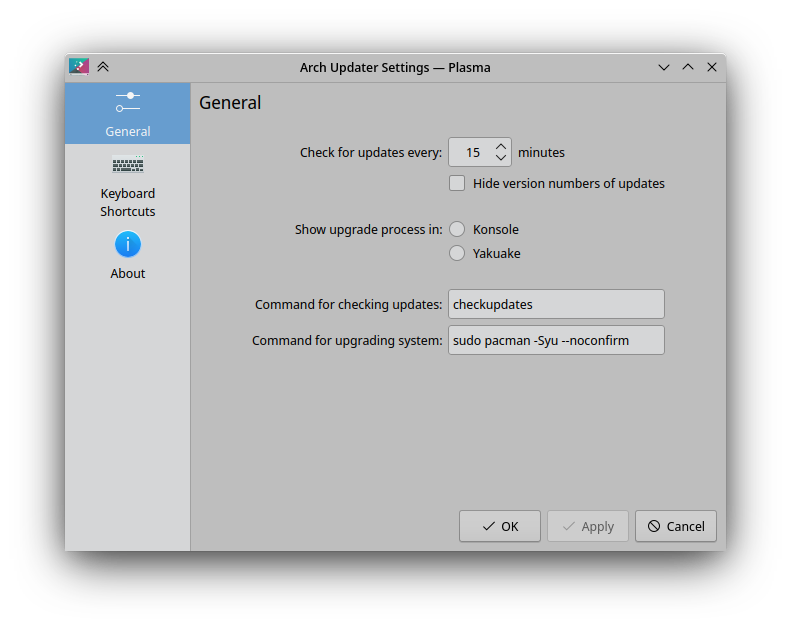 Arch Updater Settings — Plasma
General
Keyboard
Shortcuts
About
General
Check for updates every: 15 minutes
Hide version numbers of updates
Show upgrade process in: Konsole
Yakuake
Command for checking updates: checkupdates
Command for upgrading system: sudo pacman -Syu --noconfirm
OK Apply Cancel